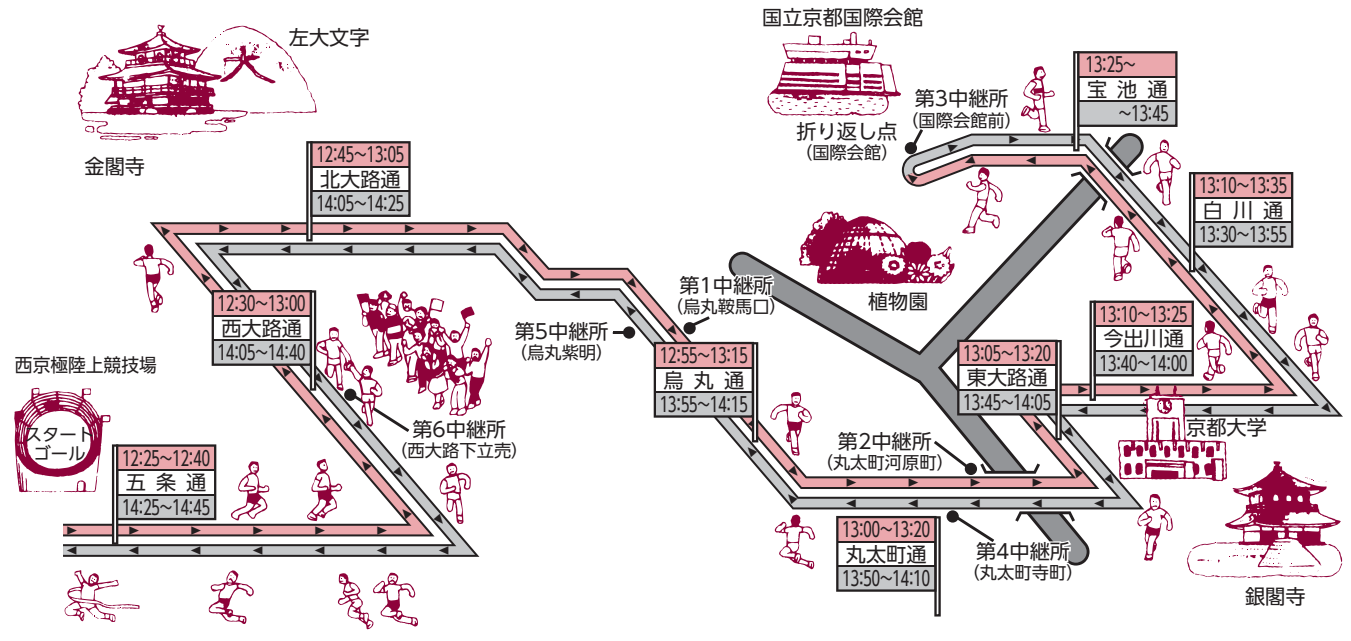 左大文字
金閣寺
国立京都国際会館
折り返し点
(国際会館)
第3中継所
(国際会館前)
13:25~
宝池通
~13:45
13:10~13:35
白川通
13:30~13:55
植物園
12:45~13:05
北大路通
14:05~14:25
12:30~13:00
西大路通
14:05~14:40
第1中継所
(烏丸鞍馬口)
第5中継所
(烏丸紫明)
13:10~13:25
今出川通
13:40~14:00
13:05~13:20
東大路通
13:45~14:05
12:55~13:15
烏丸通
13:55~14:15
西京極陸上競技場
スタート
ゴール
第6中継所
(西大路下立売)
12:25~12:40
五条通
14:25~14:45
第2中継所
(丸太町河原町)
京都大学
13:00~13:20
丸太町通
13:50~14:10
第4中継所
(丸太町寺町)
銀閣寺